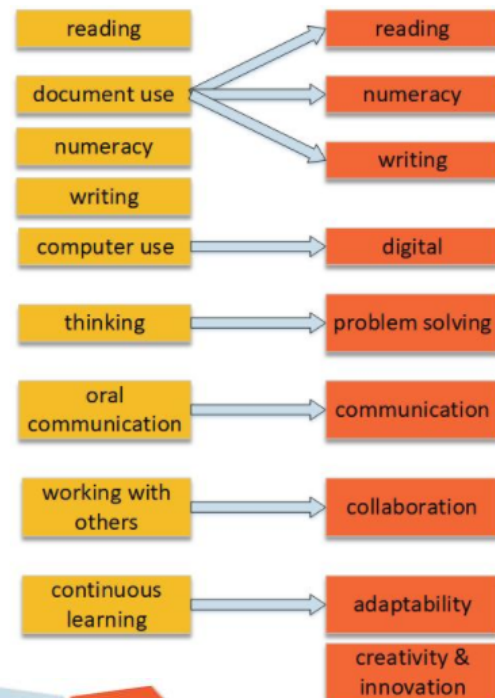 reading
document use
numacy
writing
computer use
thinking
oral
communication
working with
others
continuous
learning
reading
numeracy
writing
digital
problem solving
communication
collaboration
adaptability
creativity &
innovation